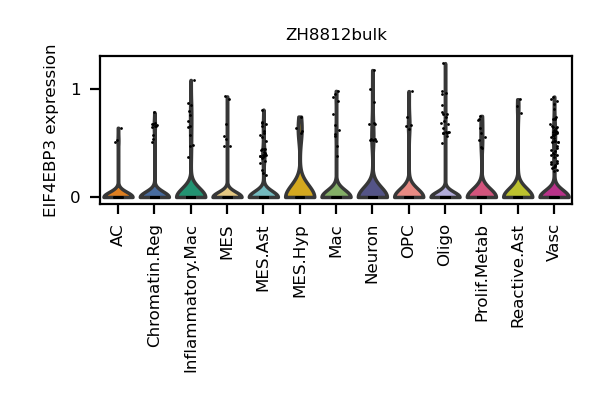 ZH8812bulk
EIF4EBP3 expression
1
0
AC
Chromatin.Reg
Inflammatory.Mac
MES
MES.Ast
MES.Hyp
Mac
Neuron
OPC
Oligo
Prolif.Metab
Reactive.Ast
Vasc